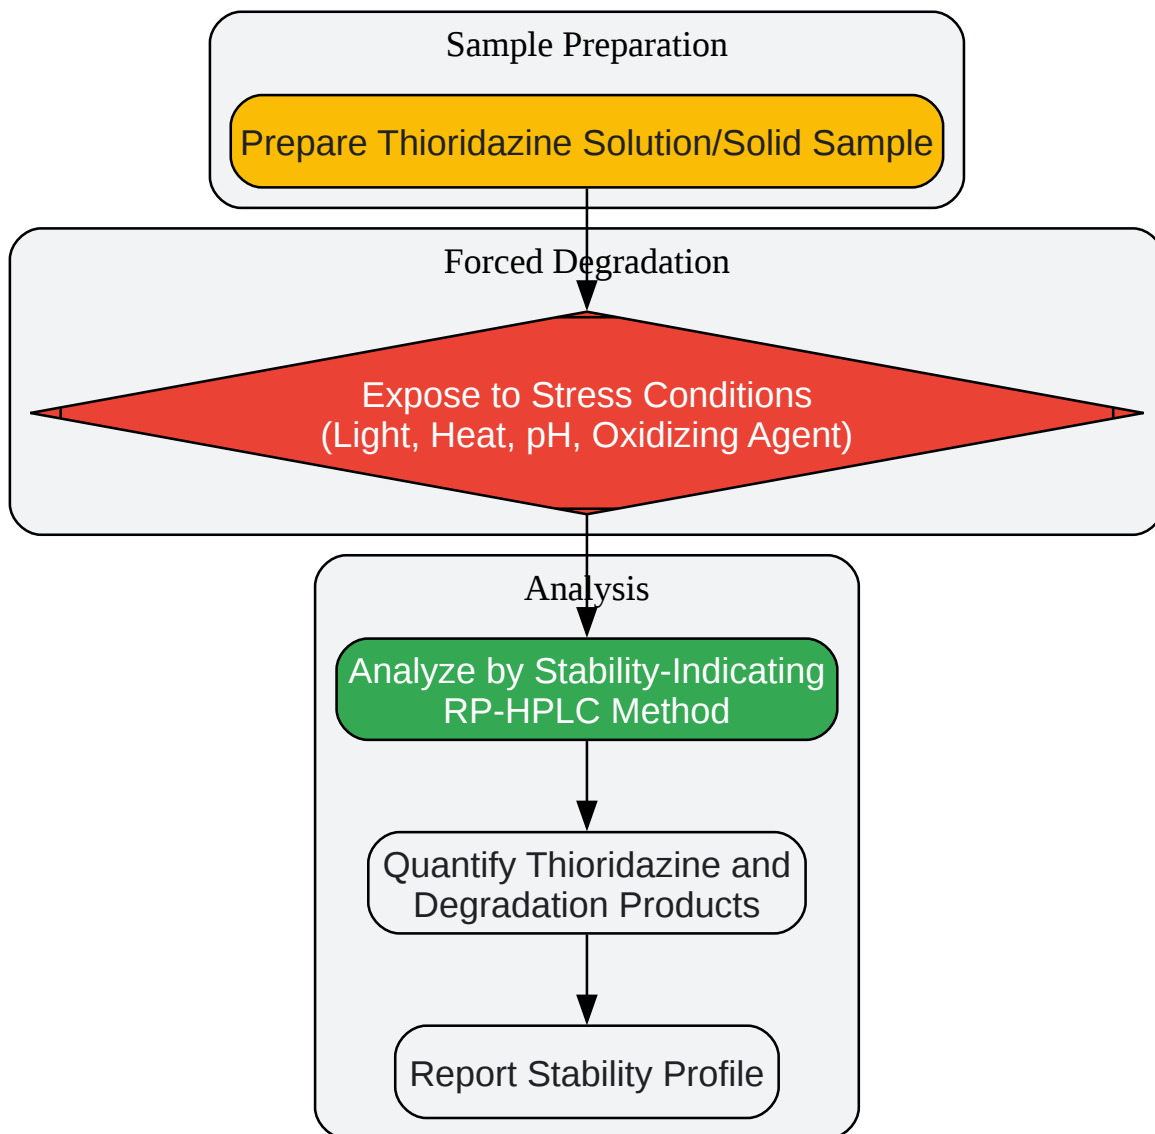 Sample Preparation
Prepare Thioridazine Solution/Solid Sample
Forced Degradation
Expose to Stress Conditions
(Light, Heat, pH, Oxidizing Agent)
Analysis
Analyze by Stability-Indicating
RP-HPLC Method
Quantify Thioridazine and
Degradation Products
Report Stability Profile